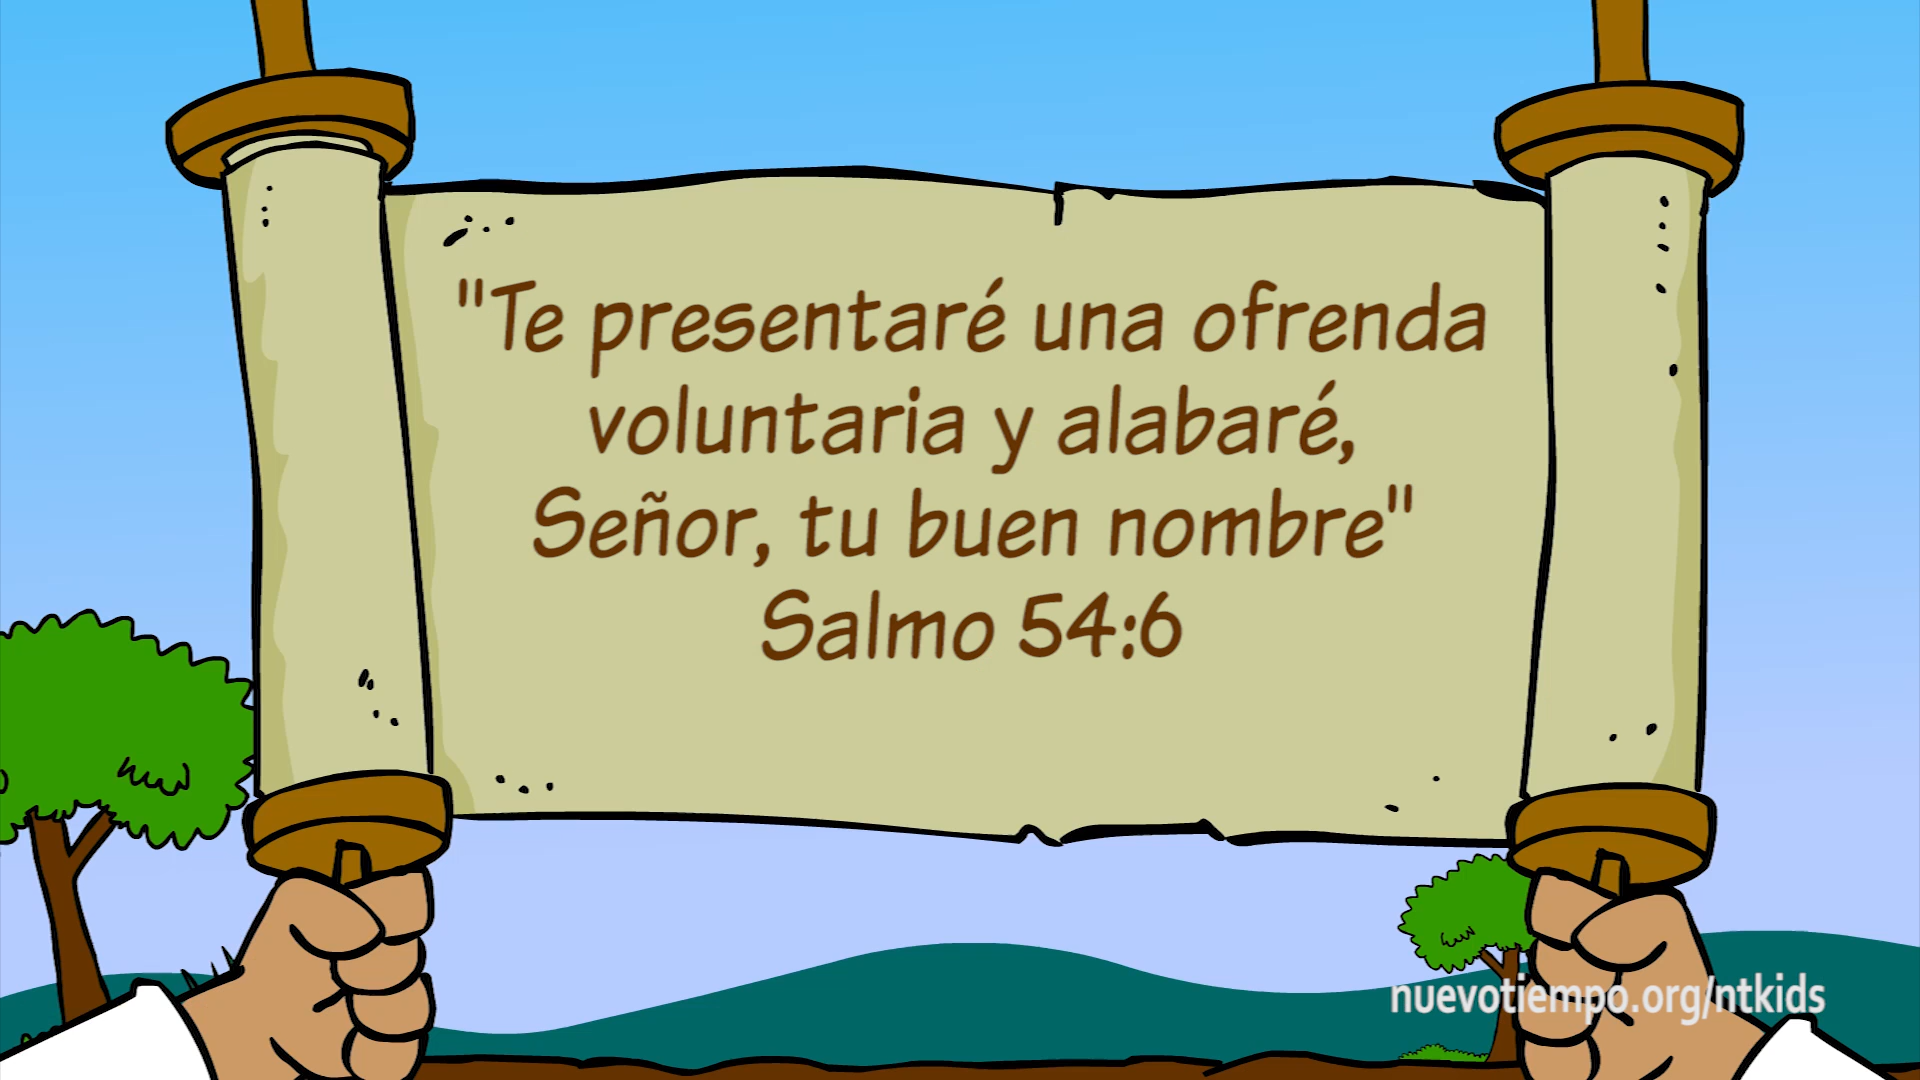 "Te presentaré una ofrenda
voluntaria y alabaré,
Señor, tu buen nombre"
Salmo 54:6
nuevotiempo.org/ntkids